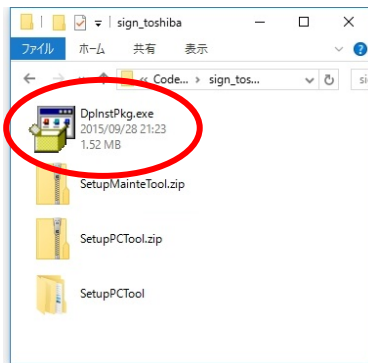 sign_toshiba
ファイル ホーム 共有 表示
« Code... › sign_tos... si
DpInstPkg.exe
2015/09/28 21:23
1.52 MB
SetupMainteTool.zip
SetupPCTool.zip
SetupPCTool